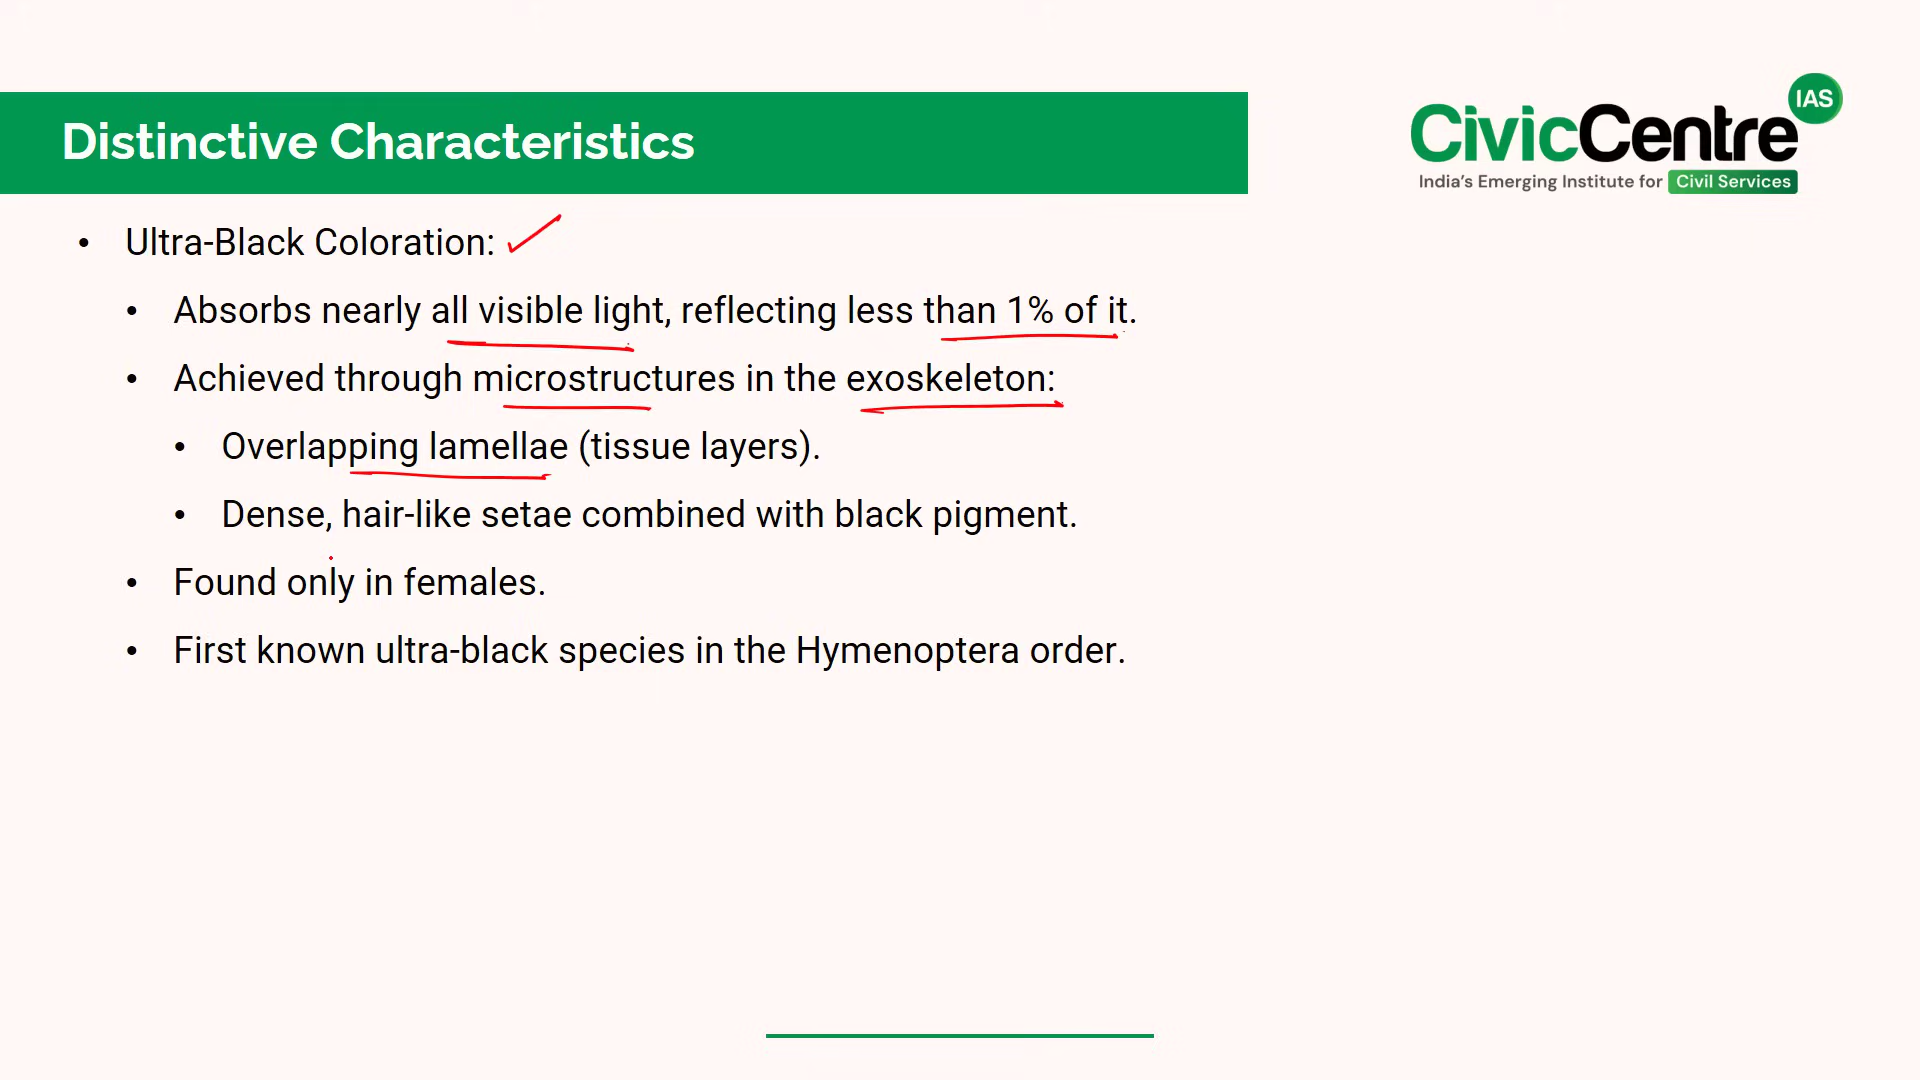 Distinctive Characteristics
IAS
CivicCentre
India's Emerging Institute for Civil Services
• Ultra-Black Coloration:
• Absorbs nearly all visible light, reflecting less than 1% of it.
• Achieved through microstructures in the exoskeleton:
• Overlapping lamellae (tissue layers).
• Dense, hair-like setae combined with black pigment.
• Found only in females.
• First known ultra-black species in the Hymenoptera order.